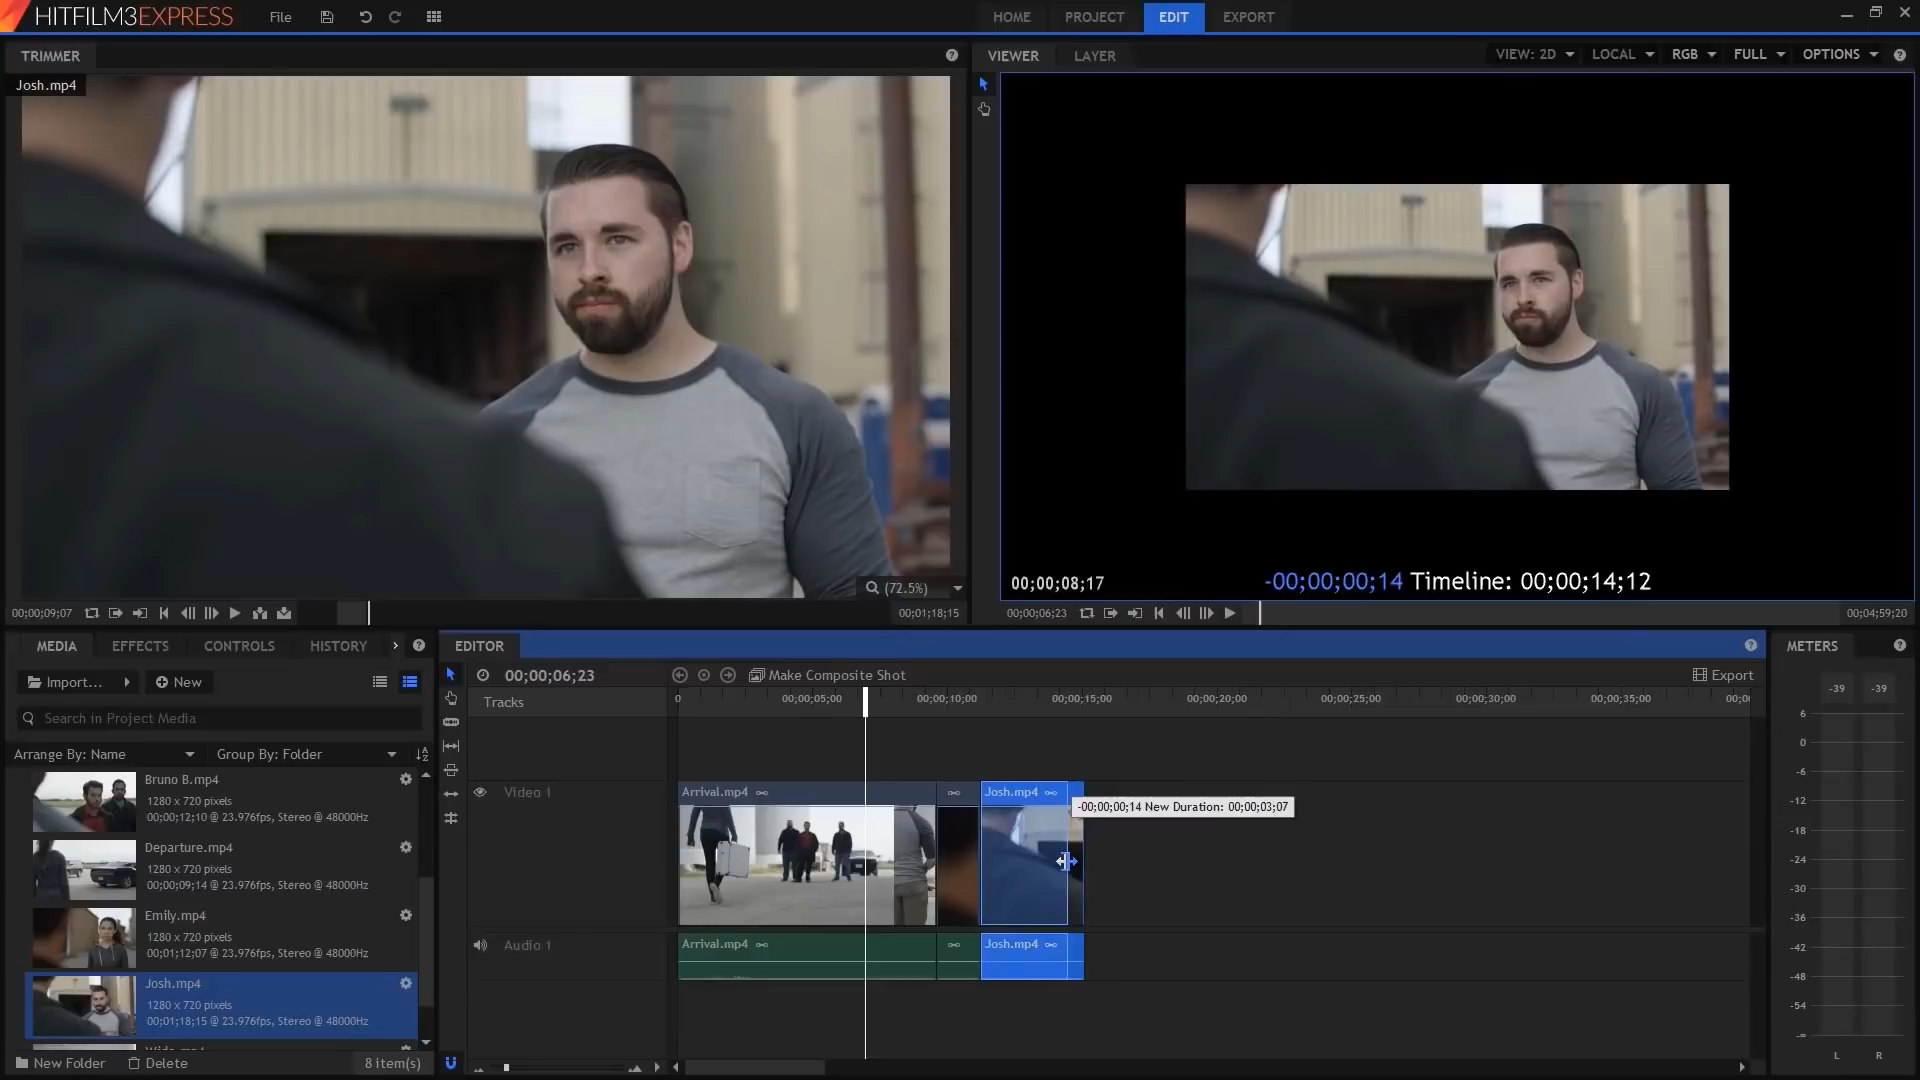 HITFILM3EXPRESS
File
HOME
PROJECT
EDIT
EXPORT
TRIMMER
Josh.mp4
(72.5%)
00;00;09;07
00;01;18;15
VIEWER
LAYER
VIEW: 2D
LOCAL
RGB
FULL
OPTIONS
00;00;08;17
-00;00;00;14 Timeline: 00;00;14;12
00;00;06;23
00;04;59;20
MEDIA
EFFECTS
CONTROLS
HISTORY
Import...
New
Search in Project Media
Arrange By: Name
Group By: Folder
Bruno B.mp4
1280 x 720 pixels
00;00;12;10 @ 23.976fps, Stereo @ 48000Hz
Departure.mp4
1280 x 720 pixels
00;00;09;14 @ 23.976fps, Stereo @ 48000Hz
Emily.mp4
1280 x 720 pixels
00;01;12;07 @ 23.976fps, Stereo @ 48000Hz
Josh.mp4
1280 x 720 pixels
00;01;18;15 @ 23.976fps, Stereo @ 48000Hz
New Folder
Delete
8 item(s)
EDITOR
00;00;06;23
Make Composite Shot
Export
Tracks
0
00;00;05;00
00;00;10;00
00;00;15;00
00;00;20;00
00;00;25;00
00;00;30;00
00;00;35;00
Video 1
Arrival.mp4
Josh.mp4
-00;00;00;14 New Duration: 00;00;03;07
Audio 1
Arrival.mp4
Josh.mp4
METERS
-39
-39
6
0
-6
-12
-18
-24
-30
-36
-42
-48
-54
-∞
L
R